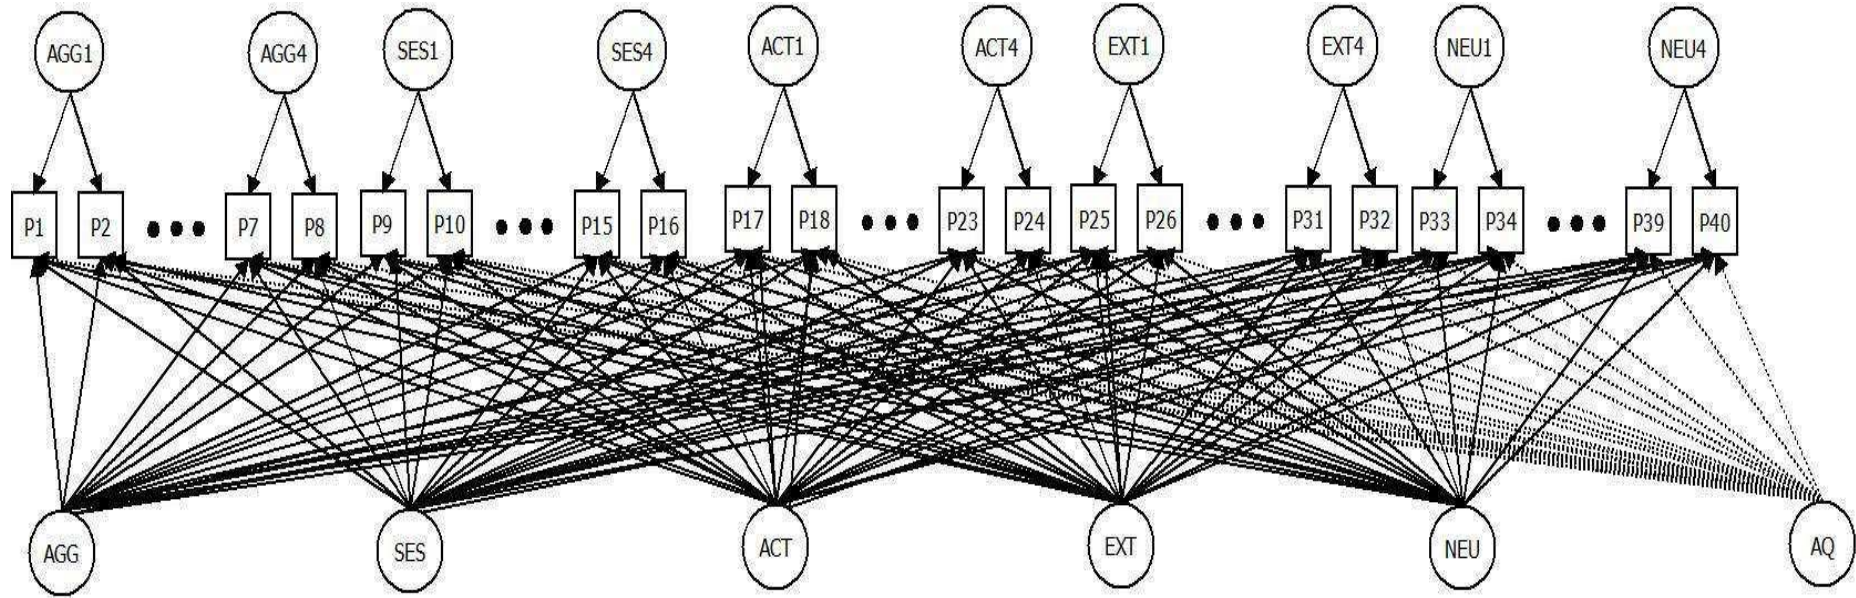 AGG1 AGG4 SES1 SES4 ACT1 ACT4 EXT1 EXT4 NEU1 NEU4
P1 P2 P7 P8 P9 P10 P15 P16 P17 P18 P23 P24 P25 P26 P31 P32 P33 P34 P39 P40
AGG SES ACT EXT NEU AQ